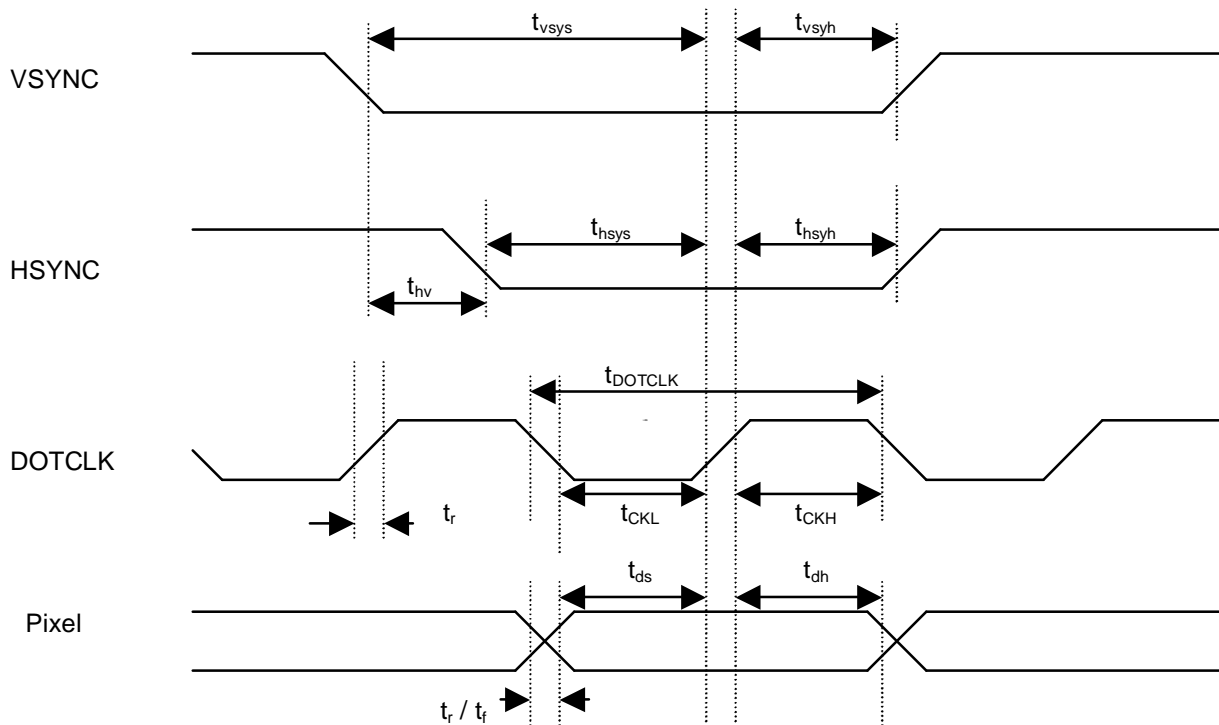 t_vsys t_vsyh
VSYNC
t_hsys t_hsyh
HSYNC
t_hv
t_DOTCLK
DOTCLK
t_r t_CKL t_CKH
t_ds t_dh
Pixel
t_r / t_f